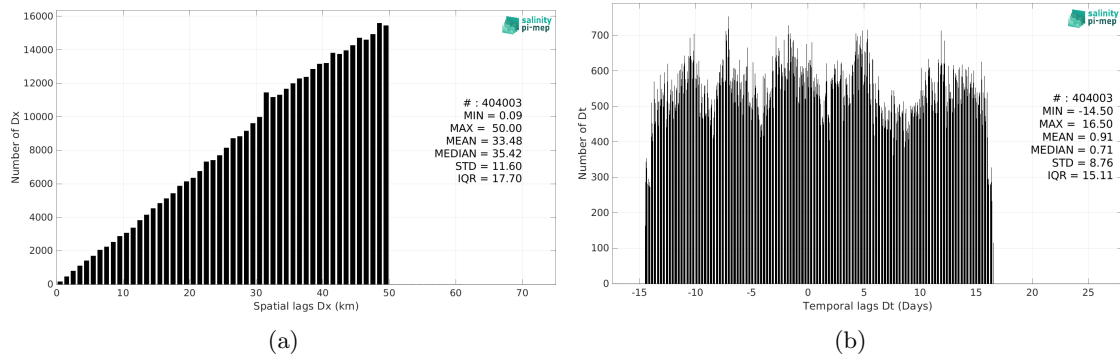 16000
14000
12000
10000
8000
6000
4000
2000
0
Number of Dx
0 10 20 30 40 50 60 70
Spatial lags Dx (km)
salinity
pi-mep
# : 404003
MIN = 0.09
MAX = 50.00
MEAN = 33.48
MEDIAN = 35.42
STD = 11.60
IQR = 17.70
(a)
700
600
500
400
300
200
100
0
Number of Dt
-15 -10 -5 0 5 10 15 20 25
Temporal lags Dt (Days)
salinity
pi-mep
# : 404003
MIN = -14.50
MAX = 16.50
MEAN = 0.91
MEDIAN = 0.71
STD = 8.76
IQR = 15.11
(b)